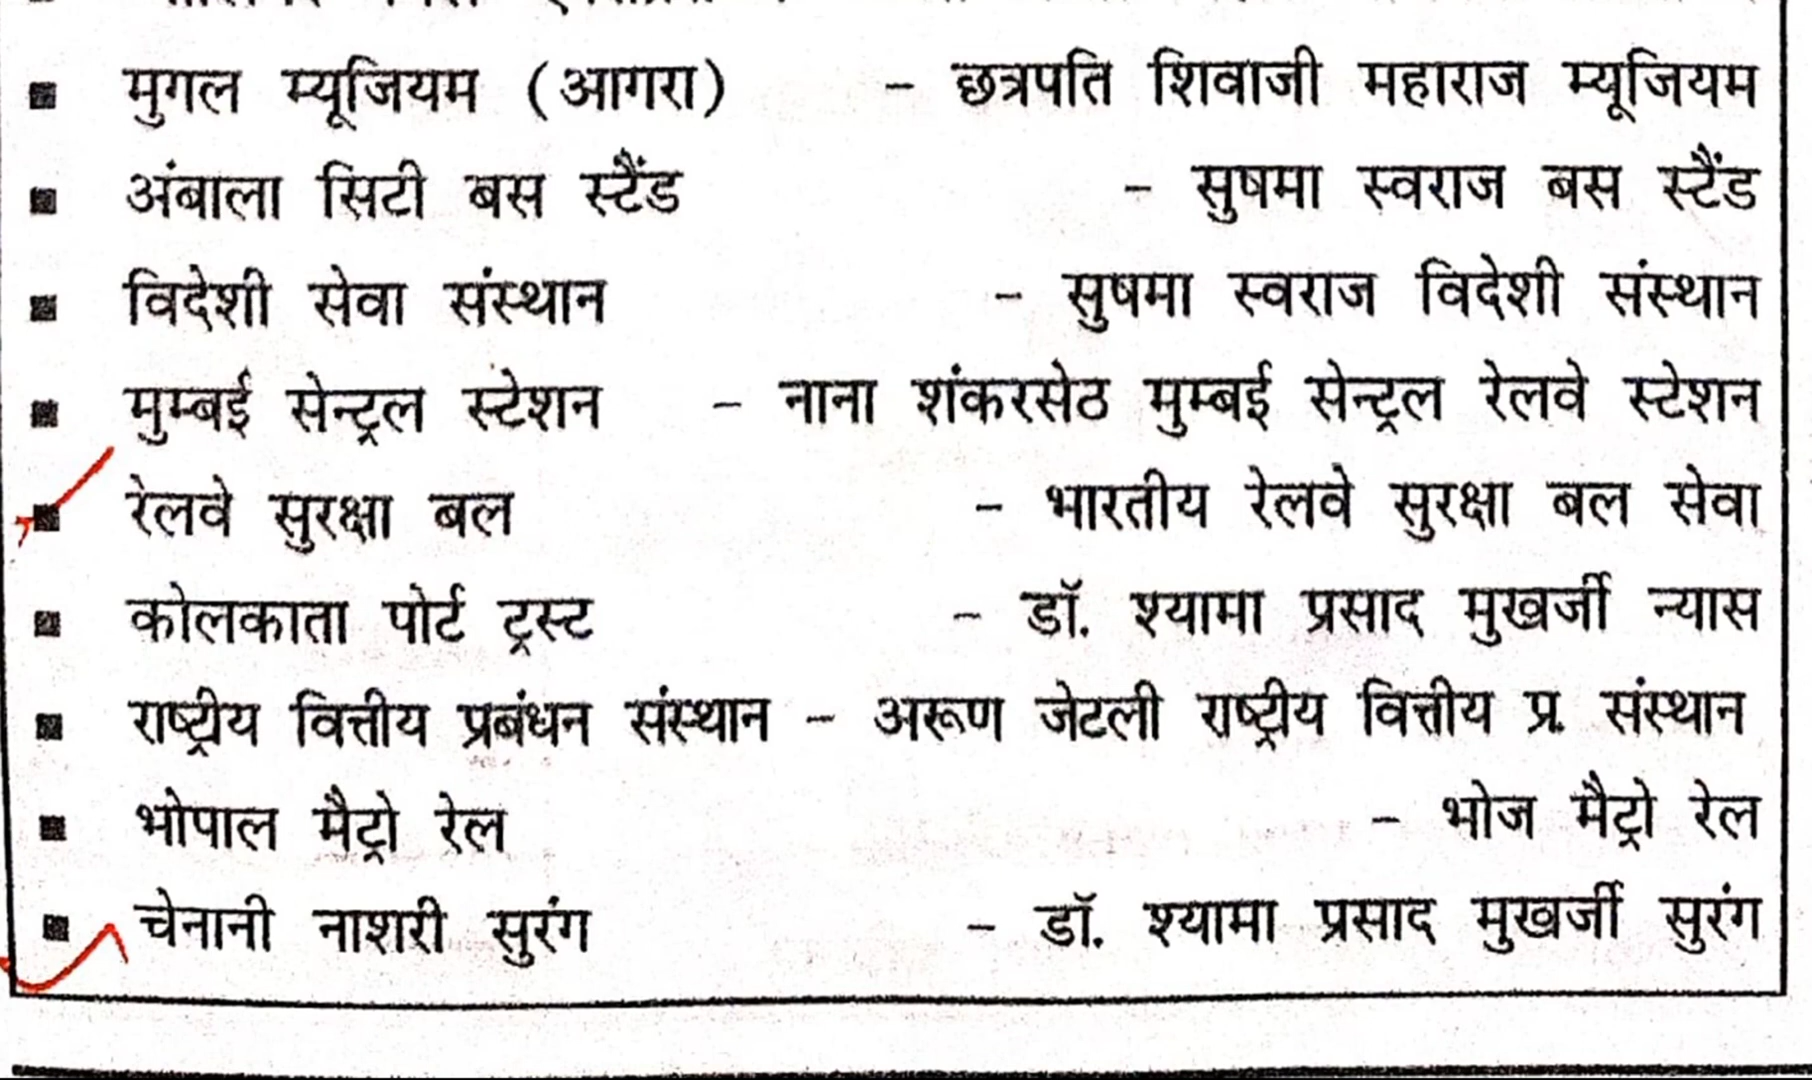 ▪ मुगल म्यूजियम (आगरा) - छत्रपति शिवाजी महाराज म्यूजियम
▪ अंबाला सिटी बस स्टैंड - सुषमा स्वराज बस स्टैंड
▪ विदेशी सेवा संस्थान - सुषमा स्वराज विदेशी संस्थान
▪ मुम्बई सेन्ट्रल स्टेशन - नाना शंकरसेठ मुम्बई सेन्ट्रल रेलवे स्टेशन
▪ रेलवे सुरक्षा बल - भारतीय रेलवे सुरक्षा बल सेवा
▪ कोलकाता पोर्ट ट्रस्ट - डॉ. श्यामा प्रसाद मुखर्जी न्यास
▪ राष्ट्रीय वित्तीय प्रबंधन संस्थान - अरूण जेटली राष्ट्रीय वित्तीय प्र. संस्थान
▪ भोपाल मैट्रो रेल - भोज मैट्रो रेल
▪ चेनानी नाशरी सुरंग - डॉ. श्यामा प्रसाद मुखर्जी सुरंग